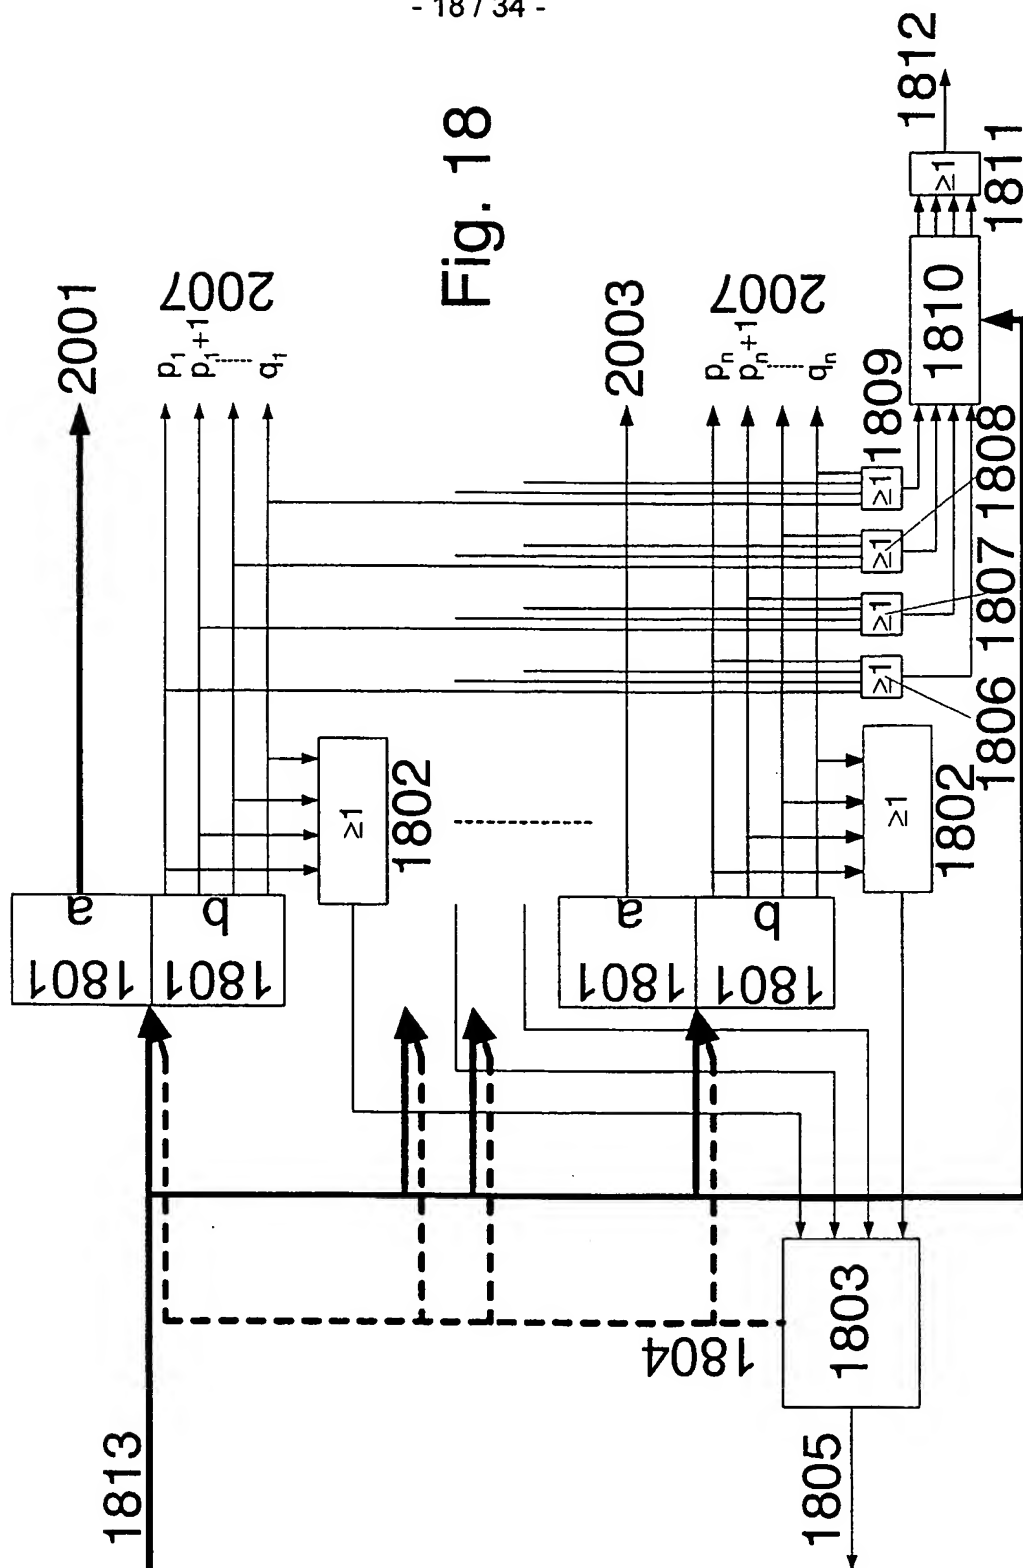 - 18 / 34 -
Fig. 18
1813
1801 a
1801 b
2001
p1
p1+1
......
q1
2007
≥1
1802
1801 a
1801 b
2003
pn
pn+1
......
qn
2007
≥1
1802
1803
1804
1805
≥1
1806
≥1
1807
≥1
1808
≥1
1809
1810
≥1
1811
1812